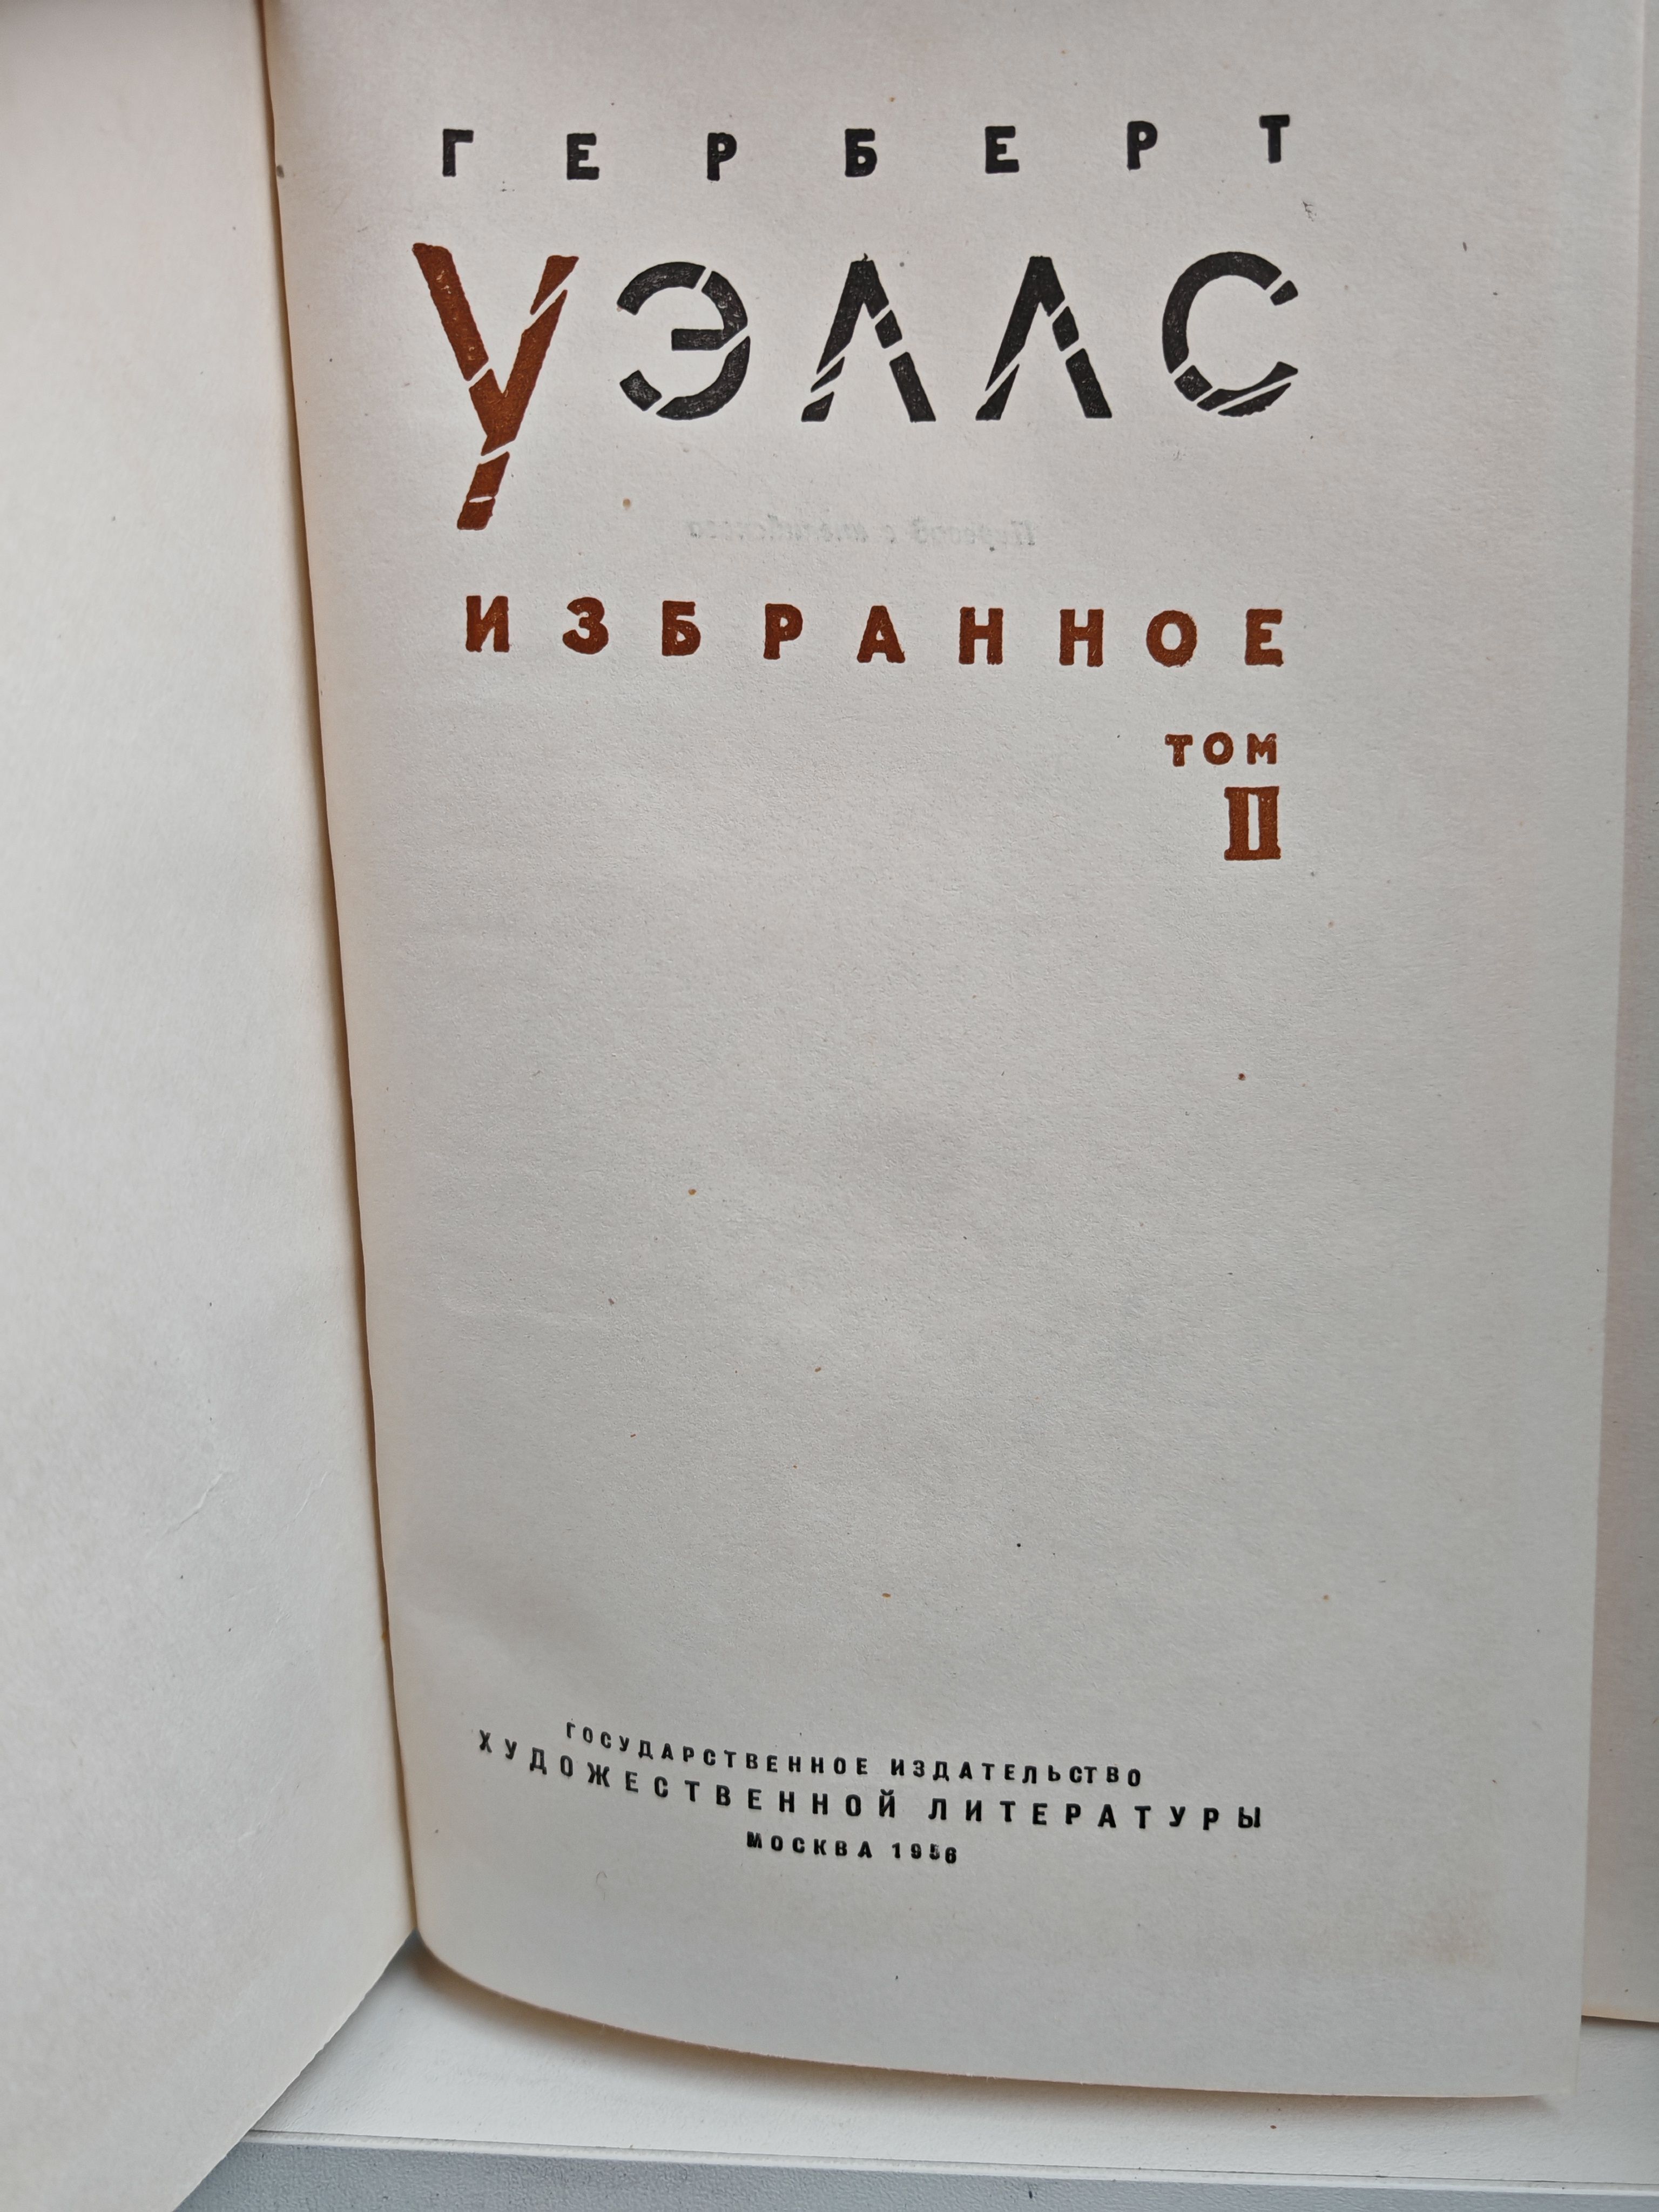 ГЕРБЕРТ
УЭЛЛС
ИЗБРАННОЕ
ТОМ
II
ГОСУДАРСТВЕННОЕ ИЗДАТЕЛЬСТВО
ХУДОЖЕСТВЕННОЙ ЛИТЕРАТУРЫ
МОСКВА 1956